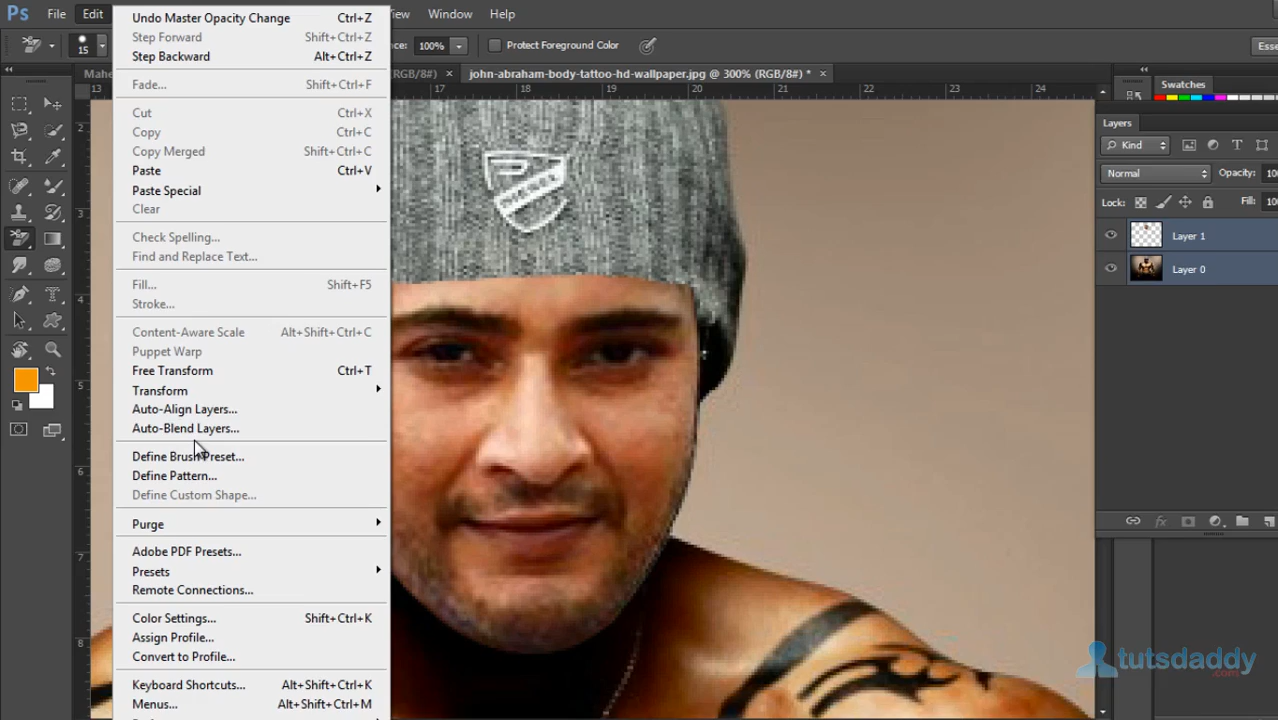 Ps File Edit View Window Help
15 100% Protect Foreground Color
john-abraham-body-tattoo-hd-wallpaper.jpg @ 300% (RGB/8#) * ×
(RGB/8#) ×
13 17 18 19 20 21 22 23 24
2
3
4
5
6
7
8
Undo Master Opacity Change Ctrl+Z
Step Forward Shift+Ctrl+Z
Step Backward Alt+Ctrl+Z
Fade... Shift+Ctrl+F
Cut Ctrl+X
Copy Ctrl+C
Copy Merged Shift+Ctrl+C
Paste Ctrl+V
Paste Special
Clear
Check Spelling...
Find and Replace Text...
Fill... Shift+F5
Stroke...
Content-Aware Scale Alt+Shift+Ctrl+C
Puppet Warp
Free Transform Ctrl+T
Transform
Auto-Align Layers...
Auto-Blend Layers...
Define Brush Preset...
Define Pattern...
Define Custom Shape...
Purge
Adobe PDF Presets...
Presets
Remote Connections...
Color Settings... Shift+Ctrl+K
Assign Profile...
Convert to Profile...
Keyboard Shortcuts... Alt+Shift+Ctrl+K
Menus... Alt+Shift+Ctrl+M
Swatches
Layers
Kind
Normal Opacity:
Lock: Fill:
Layer 1
Layer 0
tutsdaddy
.com